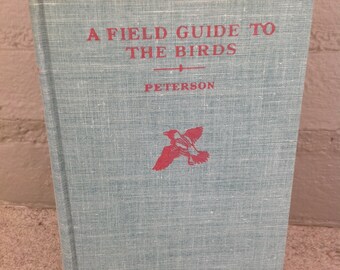 A FIELD GUIDE TO
THE BIRDS
PETERSON